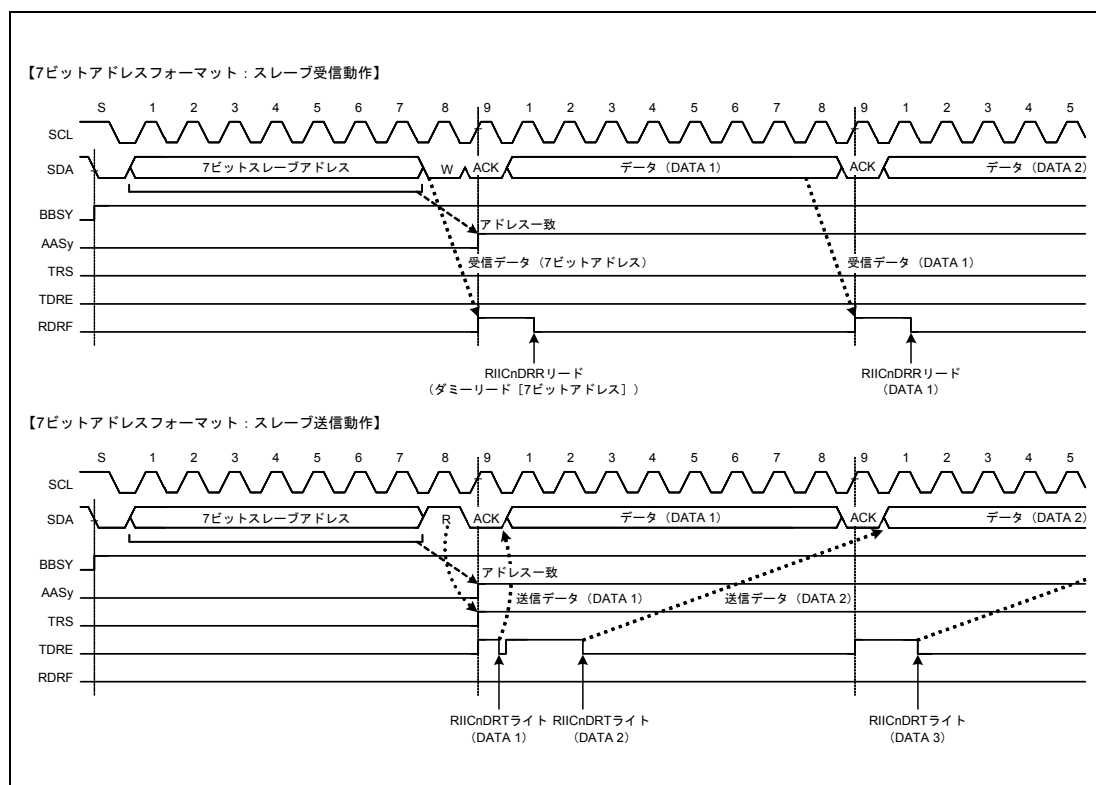 【7ビットアドレスフォーマット：スレーブ受信動作】
S 1 2 3 4 5 6 7 8 9 1 2 3 4 5 6 7 8 9 1 2 3 4 5
SCL
SDA 7ビットスレーブアドレス W ACK データ（DATA 1） ACK データ（DATA 2）
BBSY
アドレス一致
AASy
受信データ（7ビットアドレス） 受信データ（DATA 1）
TRS
TDRE
RDRF
RIICnDRRリード RIICnDRRリード
（ダミーリード［7ビットアドレス］） （DATA 1）
【7ビットアドレスフォーマット：スレーブ送信動作】
S 1 2 3 4 5 6 7 8 9 1 2 3 4 5 6 7 8 9 1 2 3 4 5
SCL
SDA 7ビットスレーブアドレス R ACK データ（DATA 1） ACK データ（DATA 2）
BBSY
アドレス一致
AASy
送信データ（DATA 1） 送信データ（DATA 2）
TRS
TDRE
RDRF
RIICnDRTライト RIICnDRTライト RIICnDRTライト
（DATA 1） （DATA 2） （DATA 3）